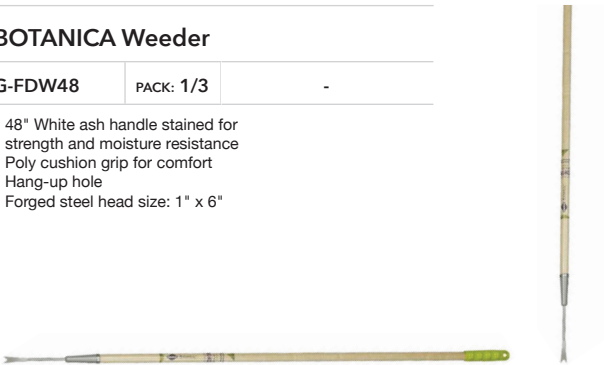 BOTANICA Weeder
G-FDW48 PACK: 1/3 -
48" White ash handle stained for
strength and moisture resistance
Poly cushion grip for comfort
Hang-up hole
Forged steel head size: 1" x 6"